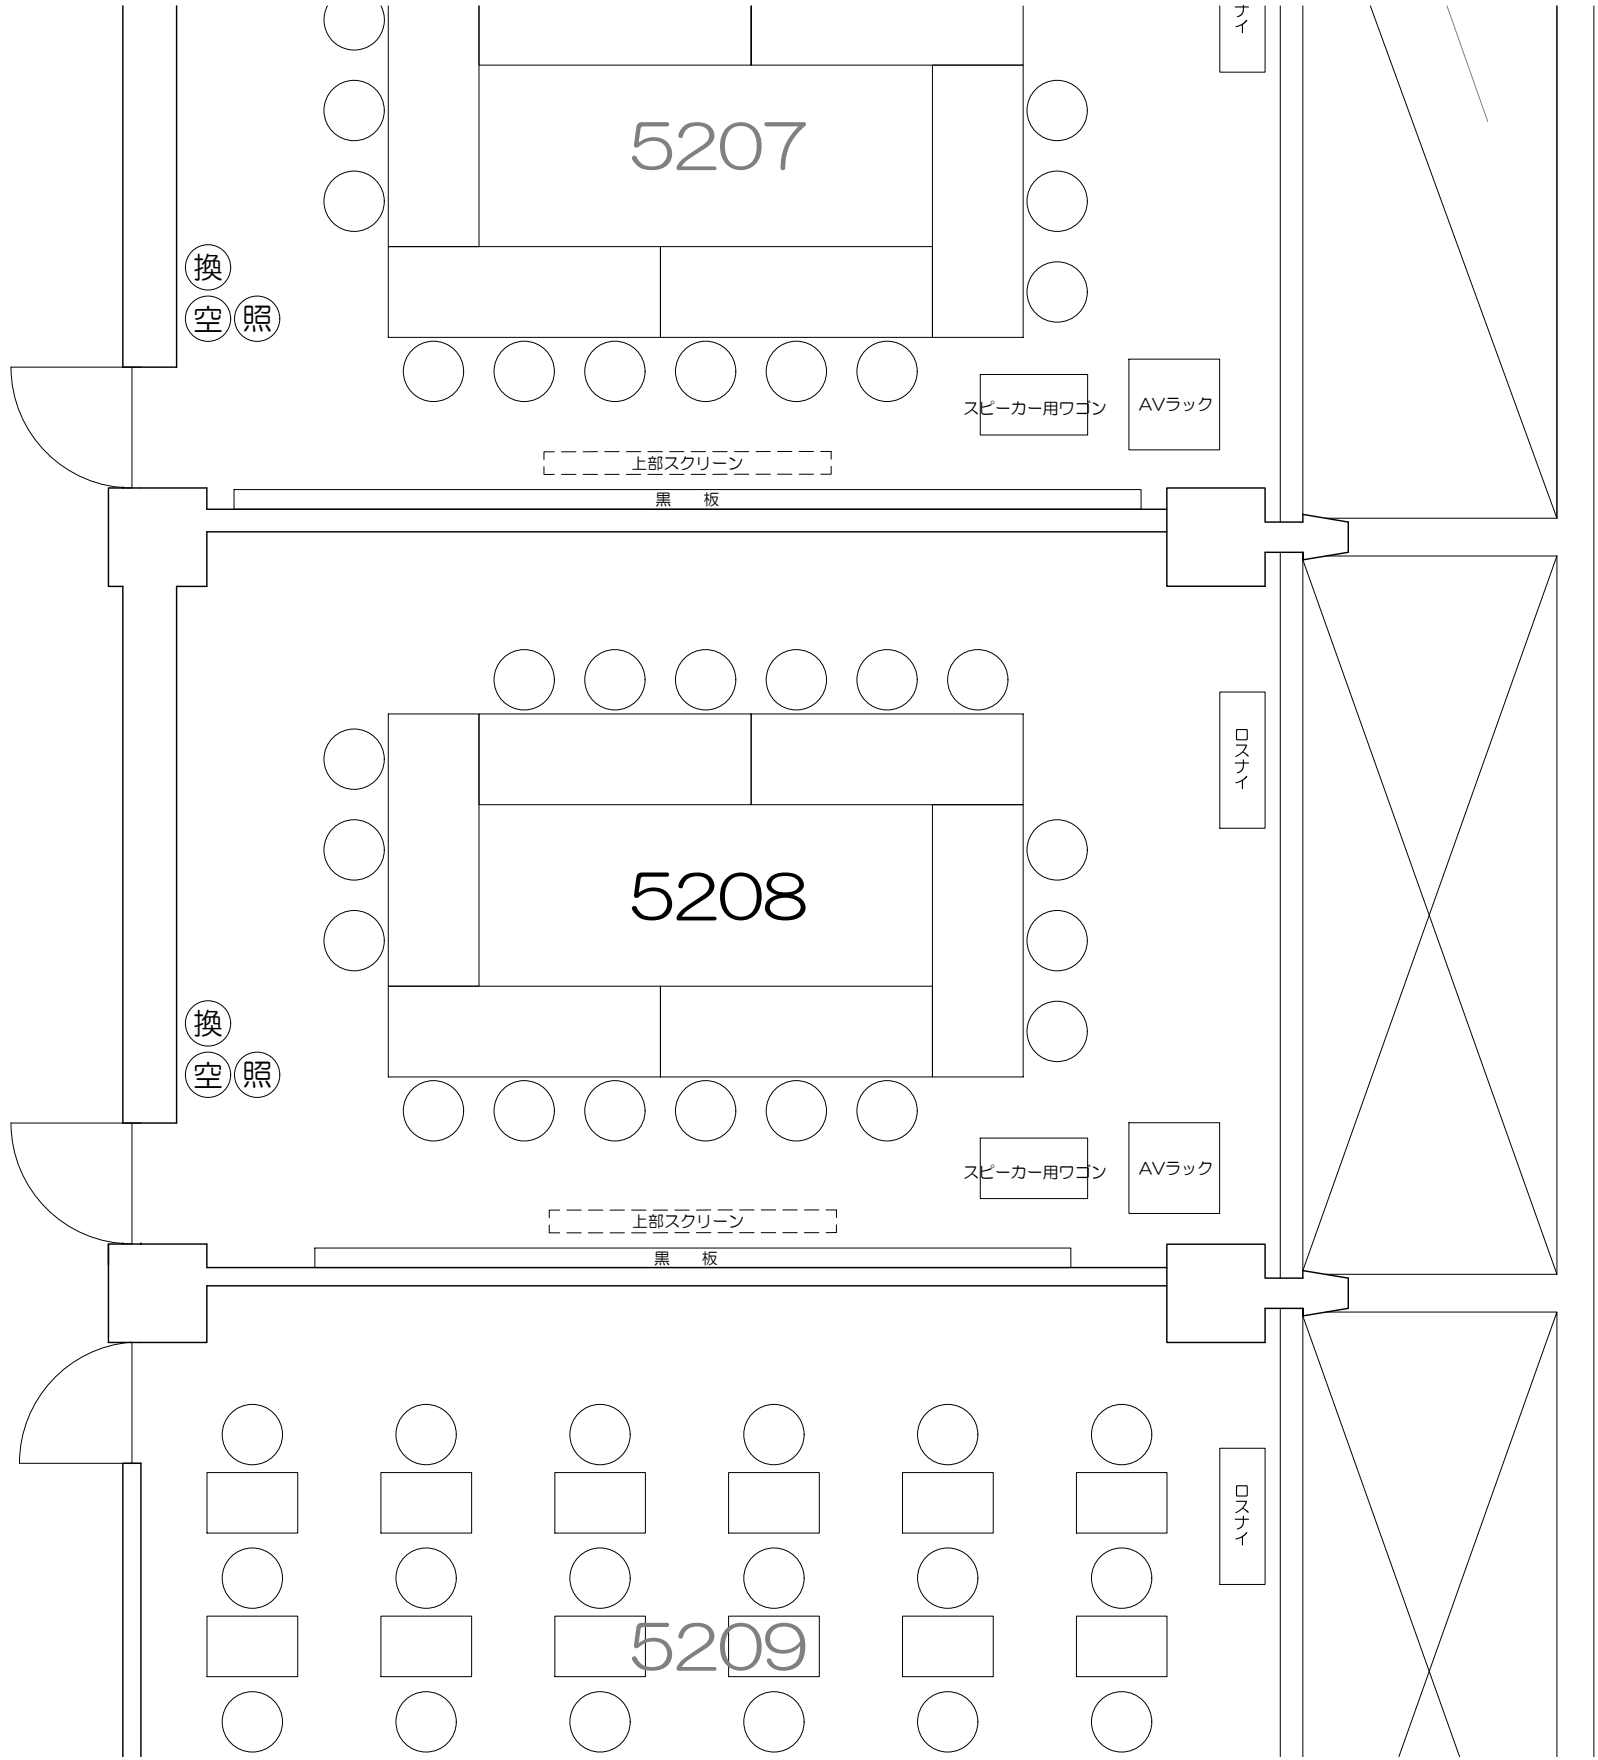 ナイ
5207
換
空 照
スピーカー用ワゴン
AVラック
上部スクリーン
黒 板
ロスナイ
5208
換
空 照
スピーカー用ワゴン
AVラック
上部スクリーン
黒 板
ロスナイ
5209